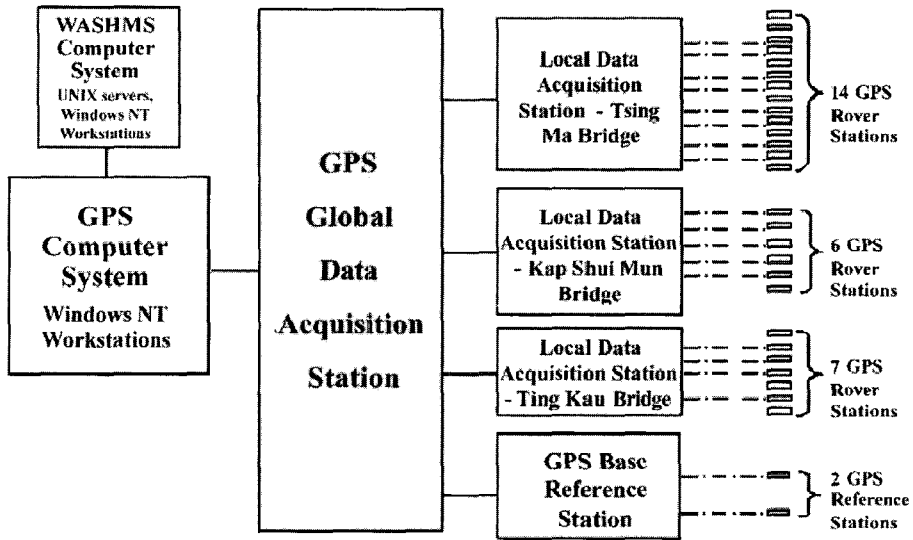 WASHMS
Computer
System
UNIX servers,
Windows NT
Workstations
GPS
Computer
System
Windows NT
Workstations
GPS
Global
Data
Acquisition
Station
Local Data
Acquisition
Station - Tsing
Ma Bridge
14 GPS
Rover
Stations
Local Data
Acquisition Station
- Kap Shui Mun
Bridge
6 GPS
Rover
Stations
Local Data
Acquisition Station
- Ting Kau Bridge
7 GPS
Rover
Stations
GPS Base
Reference
Station
2 GPS
Reference
Stations